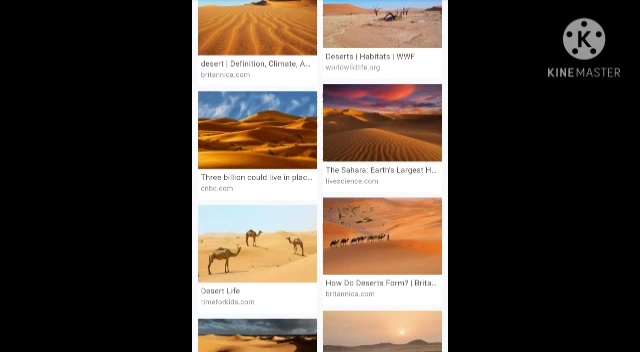 desert | Definition, Climate, A...
britannica.com
Deserts | Habitats | WWF
worldwildlife.org
KINEMASTER
Three billion could live in plac...
cnbc.com
The Sahara: Earth's Largest H...
livescience.com
Desert Life
timeforkids.com
How Do Deserts Form? | Brita...
britannica.com